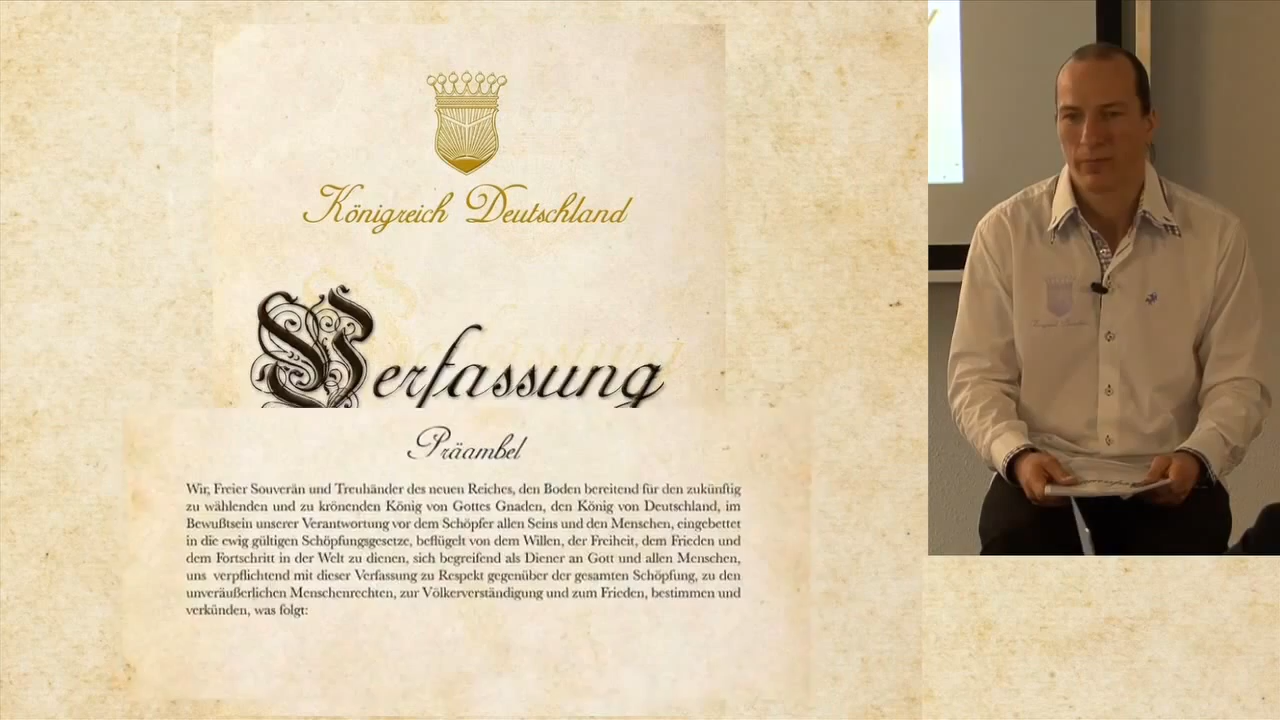 Königreich Deutschland
Verfassung
Präambel
Wir, Freier Souverän und Treuhänder des neuen Reiches, den Boden bereitend für den zukünftig
zu wählenden und zu krönenden König von Gottes Gnaden, den König von Deutschland, im
Bewußtsein unserer Verantwortung vor dem Schöpfer allen Seins und den Menschen, eingebettet
in die ewig gültigen Schöpfungsgesetze, beflügelt von dem Willen, der Freiheit, dem Frieden und
dem Fortschritt in der Welt zu dienen, sich begreifend als Diener an Gott und allen Menschen,
uns verpflichtend mit dieser Verfassung zu Respekt gegenüber der gesamten Schöpfung, zu den
unveräußerlichen Menschenrechten, zur Völkerverständigung und zum Frieden, bestimmen und
verkünden, was folgt: